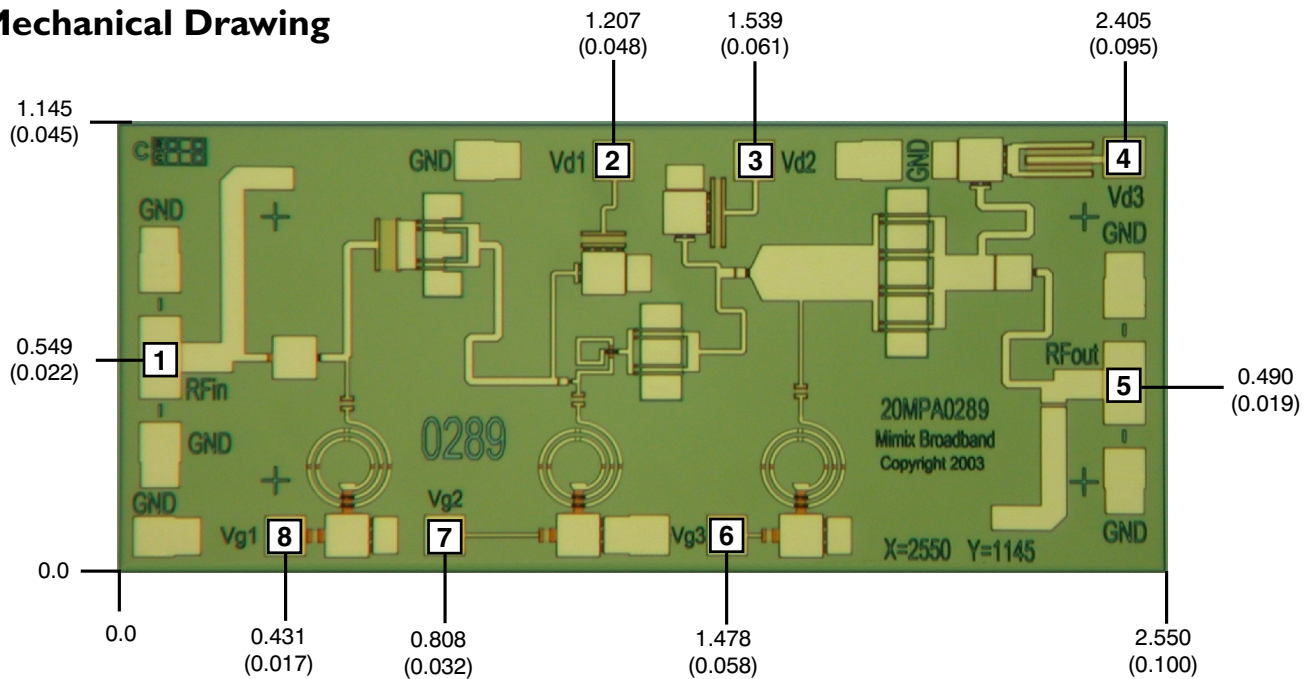 Mechanical Drawing
1.207
(0.048)
1.539
(0.061)
2.405
(0.095)
1.145
(0.045)
C
GND
Vd1
2
3
Vd2
GND
4
Vd3
GND
GND
0.549
(0.022)
1
RFin
RFout
5
0.490
(0.019)
GND
0289
20MPA0289
Mimix Broadband
Copyright 2003
GND
Vg1
8
Vg2
7
Vg3
6
X=2550 Y=1145
GND
0.0
0.0
0.431
(0.017)
0.808
(0.032)
1.478
(0.058)
2.550
(0.100)